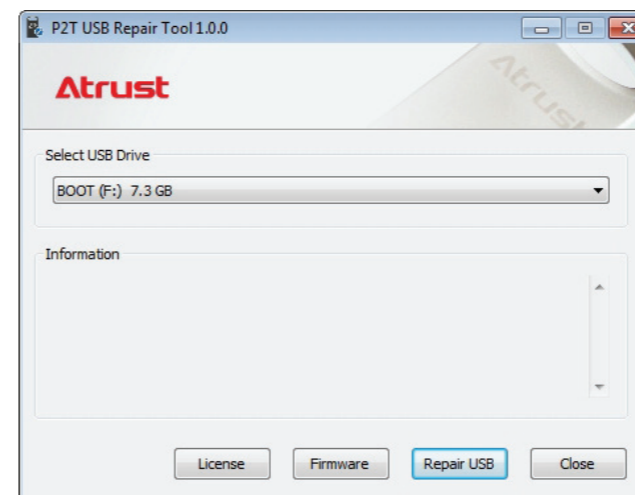 P2T USB Repair Tool 1.0.0
Atrust
Atrust
Select USB Drive
BOOT (F:) 7.3 GB
Information
License Firmware Repair USB Close